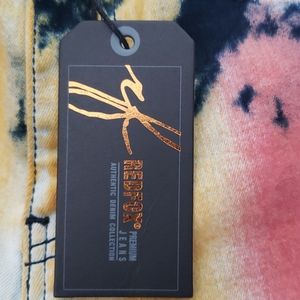 REDFOX®
PREMIUM
JEANS
AUTHENTIC DENIM COLLECTION